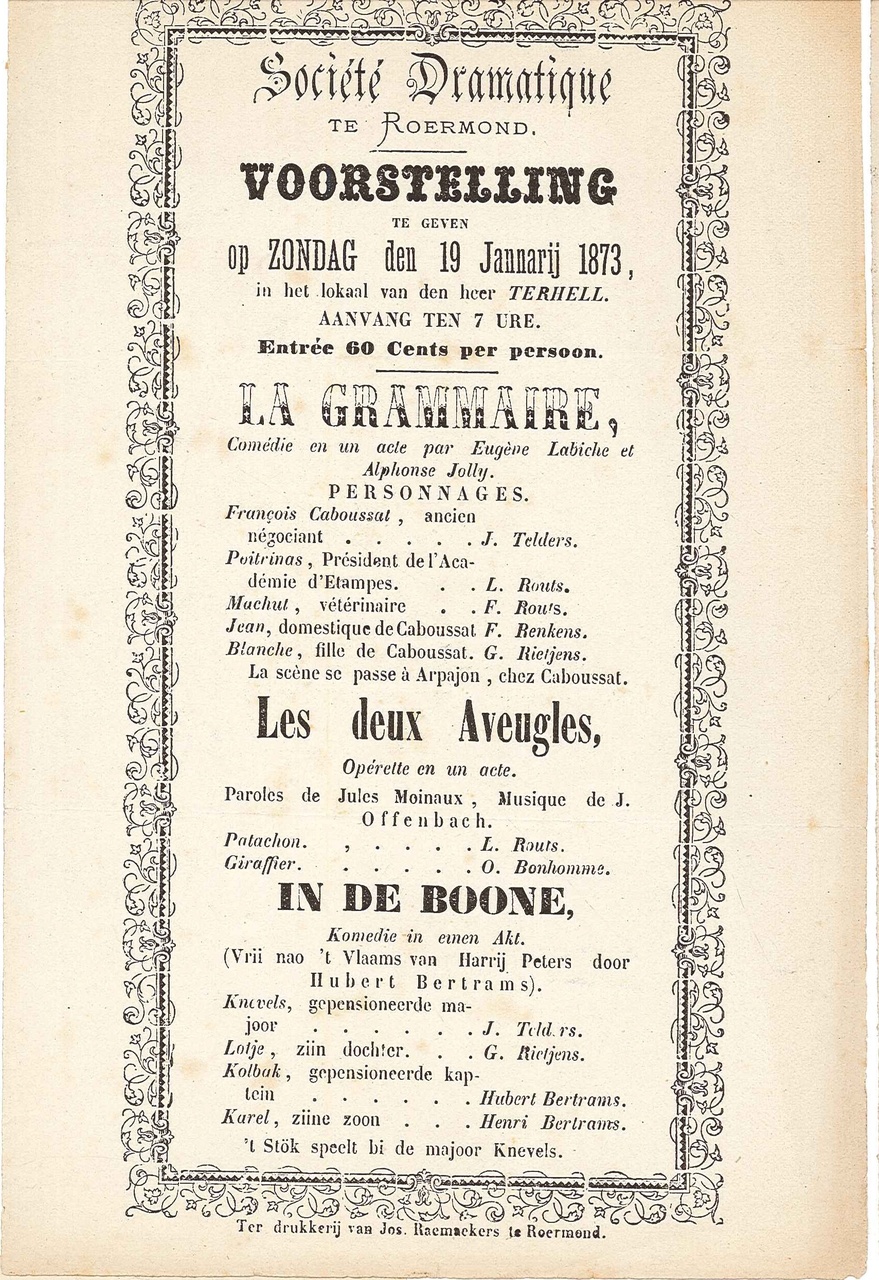 Société Dramatique
TE ROERMOND.
VOORSTELLING
TE GEVEN
op ZONDAG den 19 Januarij 1873,
in het lokaal van den heer TERHELL.
AANVANG TEN 7 URE.
Entrée 60 Cents per persoon.
LA GRAMMAIRE,
Comédie en un acte par Eugène Labiche et
Alphonse Jolly.
PERSONNAGES.
François Caboussat, ancien
négociant . . . . . J. Telders.
Poitrinas, Président de l'Aca-
démie d'Etampes. . . L. Routs.
Machut, vétérinaire . . F. Routs.
Jean, domestique de Caboussat F. Benkens.
Blanche, fille de Caboussat. G. Rietjens.
La scène se passe à Arpajon, chez Caboussat.
Les deux Aveugles,
Opérette en un acte.
Paroles de Jules Moinaux, Musique de J.
Offenbach.
Patachon. , . . . . L. Routs.
Giraffier. . . . . . O. Bonhomme.
IN DE BOONE,
Komedie in einen Akt.
(Vrii nao 't Vlaams van Harrij Peters door
Hubert Bertrams).
Knevels, gepensioneerde ma-
joor . . . . . . J. Telders.
Lotje, ziin dochter. . . G. Rietjens.
Kolbak, gepensioneerde kap-
tein . . . . . . Hubert Bertrams.
Karel, ziine zoon . . . Henri Bertrams.
't Stök speelt bi de majoor Knevels.
Ter drukkerij van Jos. Raemaekers te Roermond.